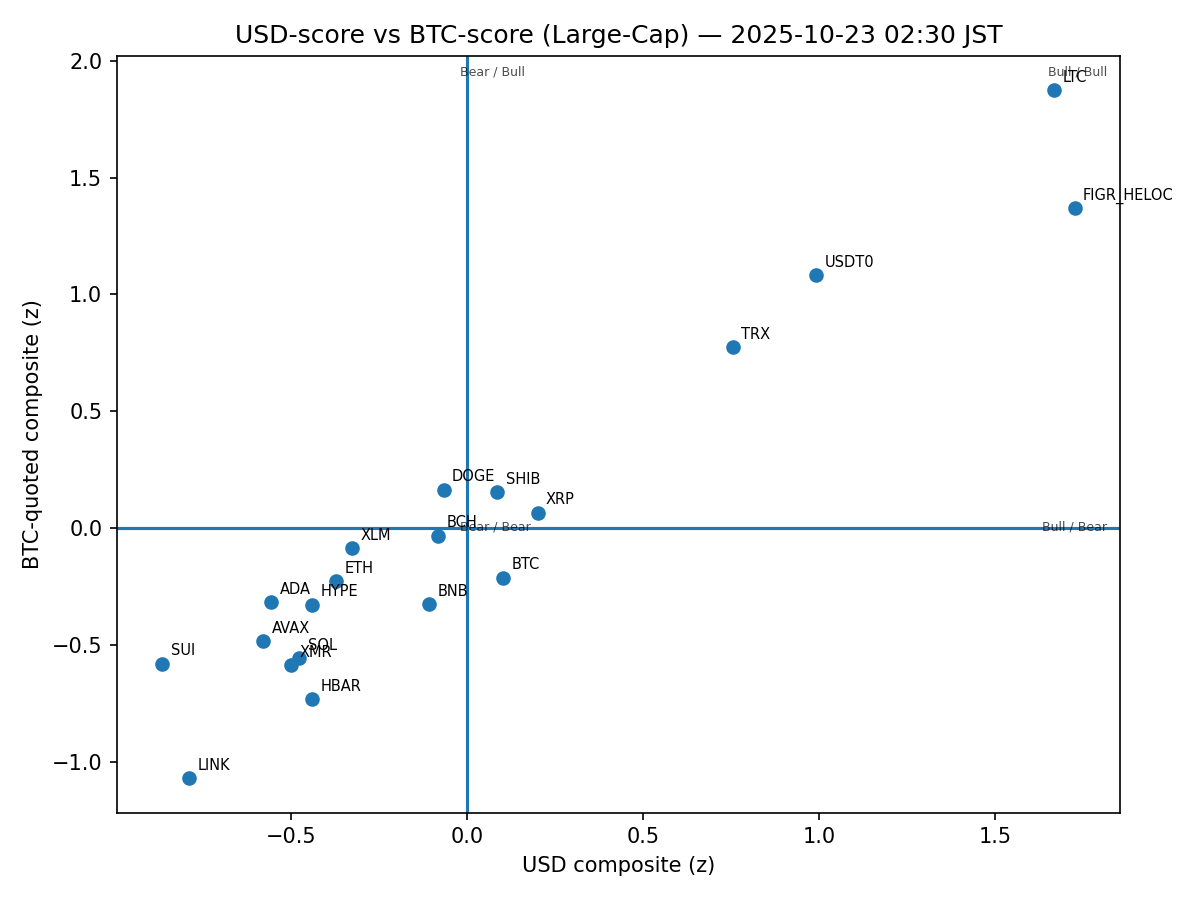 USD-score vs BTC-score (Large-Cap) — 2025-10-23 02:30 JST
2.0
Bear / Bull
Bull / Bull
LTC
1.5
FIGR_HELOC
USDT0
1.0
TRX
0.5
DOGE
SHIB
XRP
0.0
BCH
Bear / Bear
Bull / Bear
XLM
BTC
ETH
ADA
HYPE
BNB
AVAX
−0.5
SOL
SUI
XMR
HBAR
LINK
−1.0
−0.5
0.0
0.5
1.0
1.5
USD composite (z)
BTC-quoted composite (z)